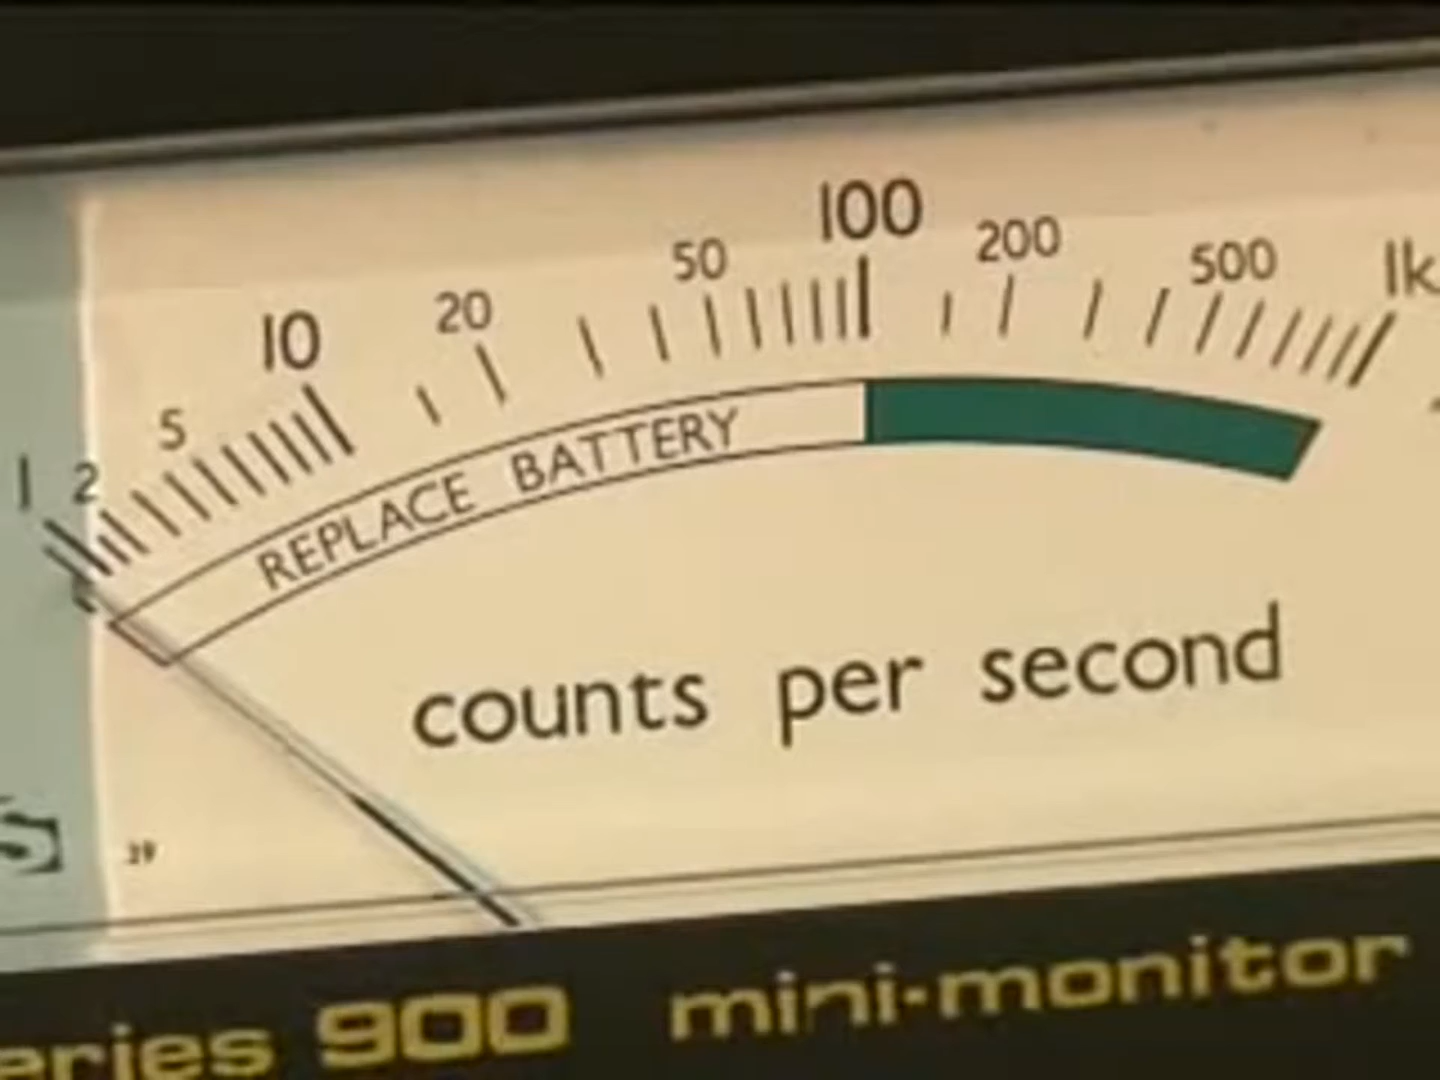 1 2 5 10 20 50 100 200 500 1k
REPLACE BATTERY
counts per second
29
eries 900 mini-monitor